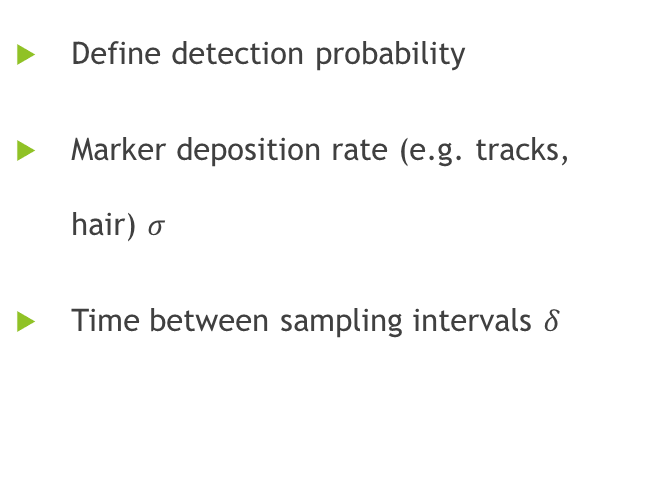 Define detection probability
Marker deposition rate (e.g. tracks,
hair) σ
Time between sampling intervals δ